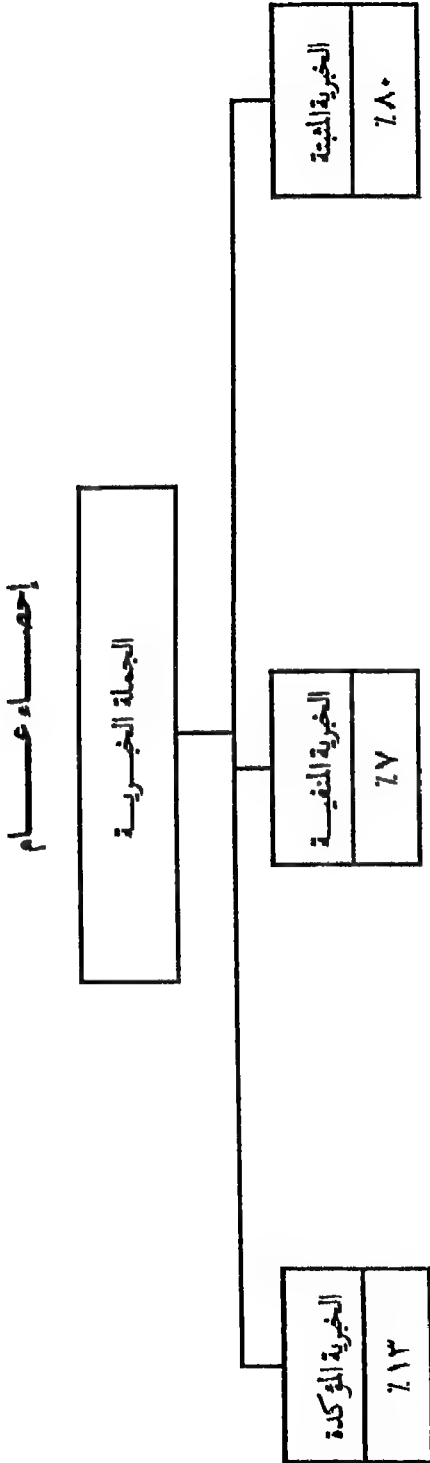 إحصاء عام
الجملة الخبرية
الخبرية المثبتة
٪٨٠
الخبرية المنفية
٪٧
الخبرية المؤكدة
٪١٣